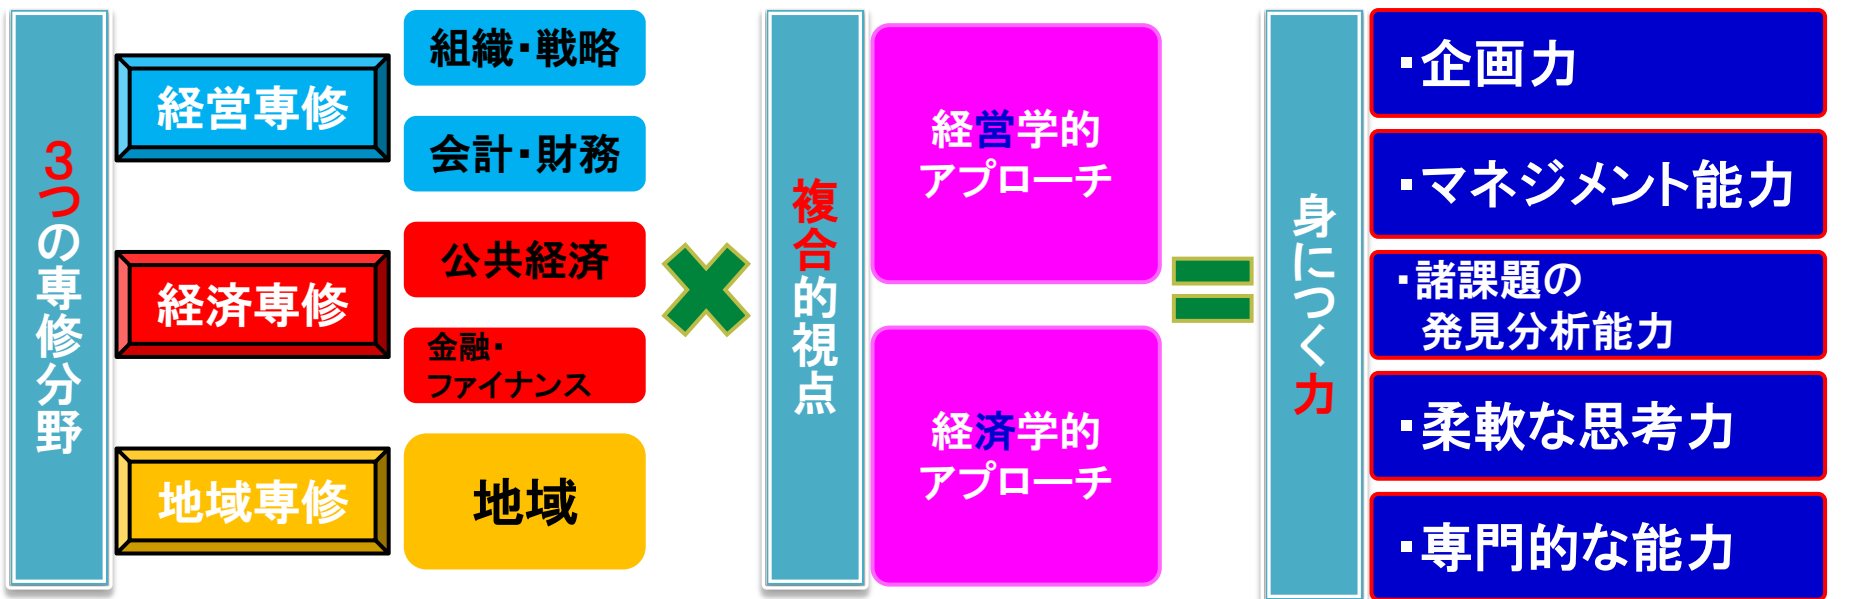 3つの専修分野
経営専修
組織・戦略
会計・財務
経済専修
公共経済
金融・
ファイナンス
地域専修
地域
複合的視点
経営学的
アプローチ
経済学的
アプローチ
身につく力
・企画力
・マネジメント能力
・諸課題の
発見分析能力
・柔軟な思考力
・専門的な能力